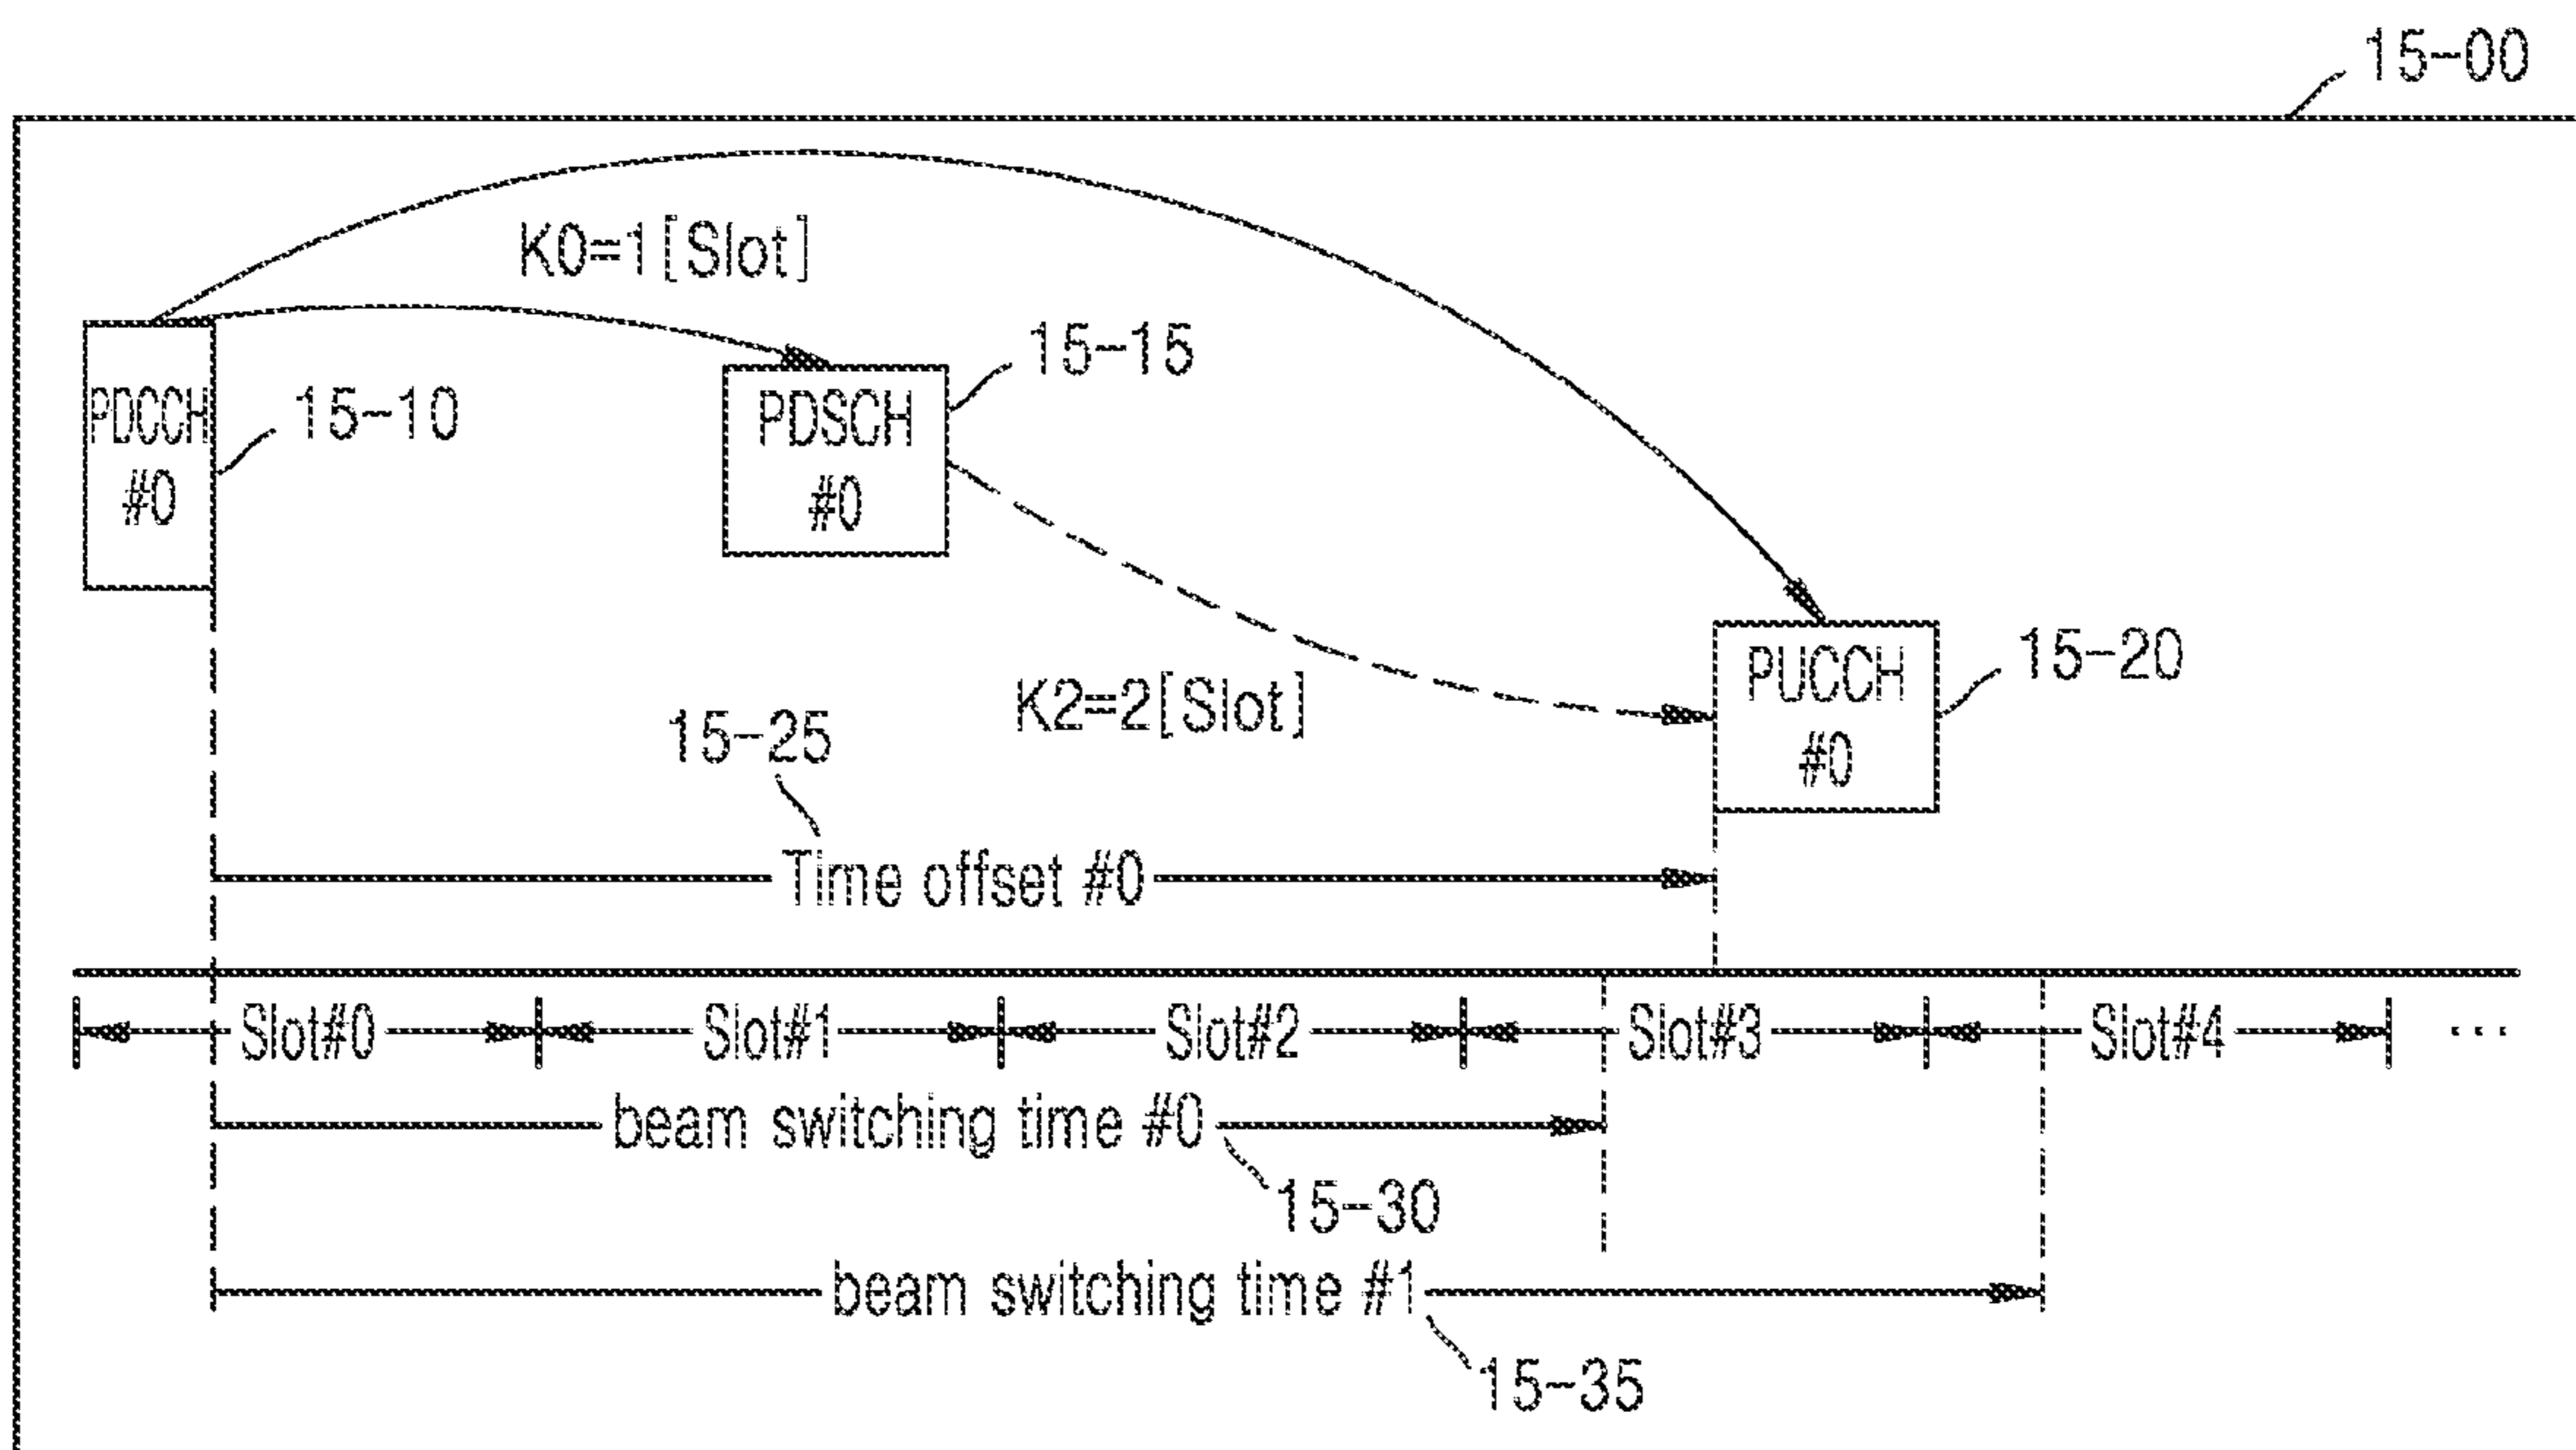 15-00
K0=1[Slot]
PDCCH
#0
15-10
PDSCH
#0
15-15
K2=2[Slot]
PUCCH
#0
15-20
15-25
Time offset #0
Slot#0 Slot#1 Slot#2 Slot#3 Slot#4 ...
beam switching time #0
15-30
beam switching time #1
15-35